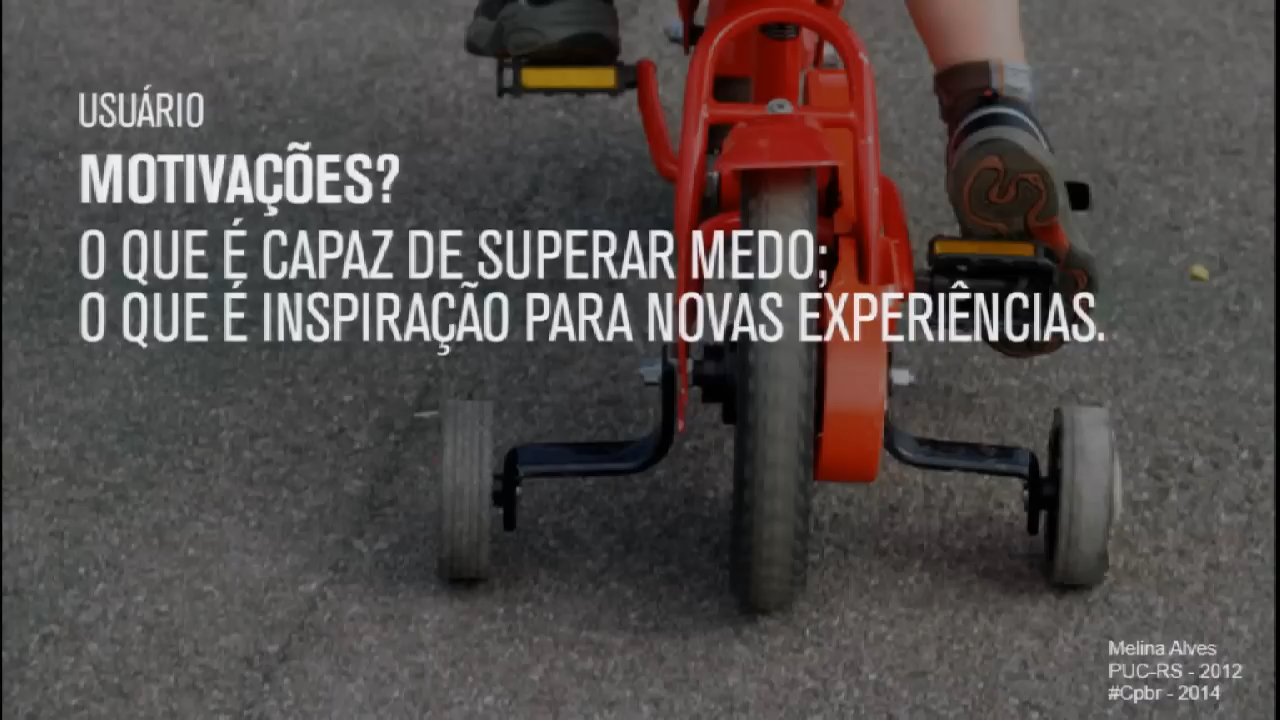 USUÁRIO
MOTIVAÇÕES?
O QUE É CAPAZ DE SUPERAR MEDO;
O QUE É INSPIRAÇÃO PARA NOVAS EXPERIÊNCIAS.
Melina Alves
PUC-RS - 2012
#Cpbr - 2014